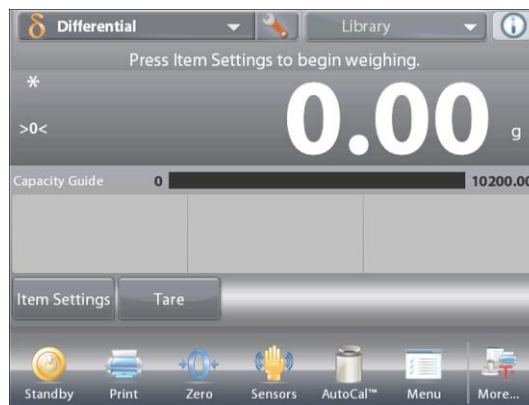 δ Differential Library
Press Item Settings to begin weighing.
*
>0< 0.00 g
Capacity Guide 0 10200.00
Item Settings Tare
Standby Print Zero Sensors AutoCal™ Menu More...